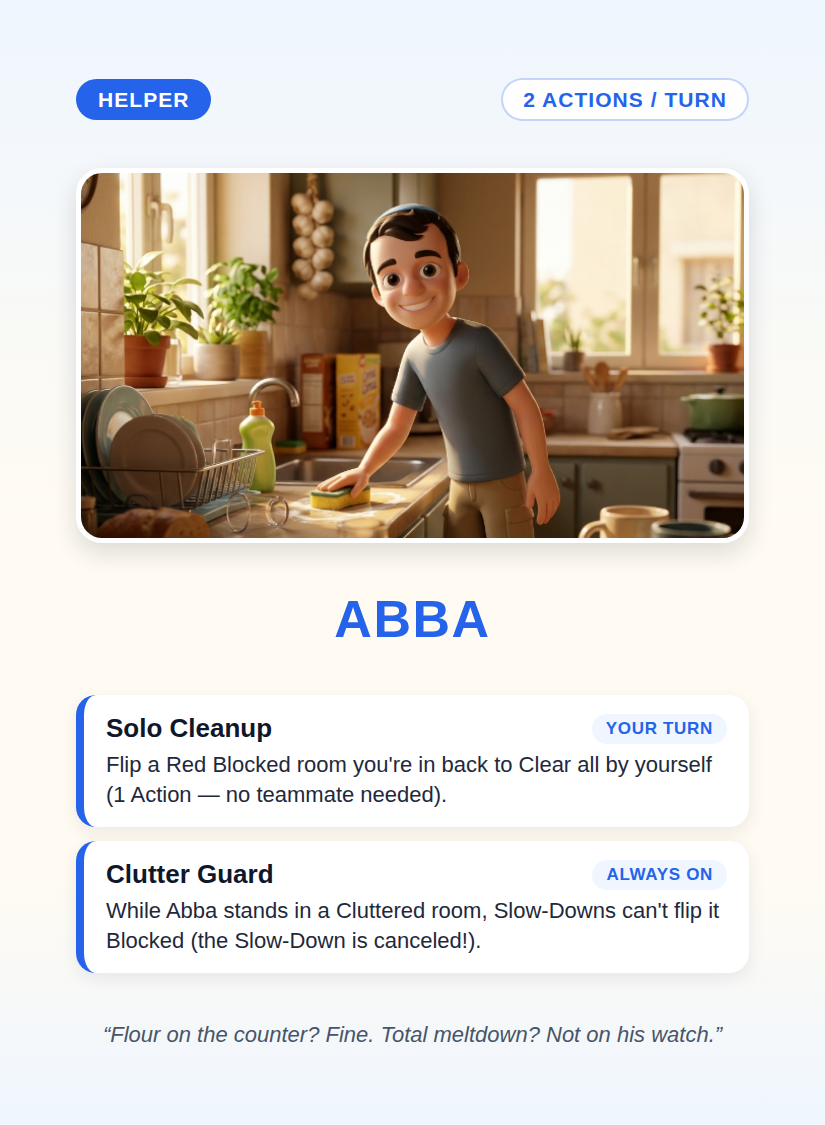 HELPER
2 ACTIONS / TURN
ABBA
Solo Cleanup
YOUR TURN
Flip a Red Blocked room you're in back to Clear all by yourself
(1 Action — no teammate needed).
Clutter Guard
ALWAYS ON
While Abba stands in a Cluttered room, Slow-Downs can't flip it
Blocked (the Slow-Down is canceled!).
“Flour on the counter? Fine. Total meltdown? Not on his watch.”